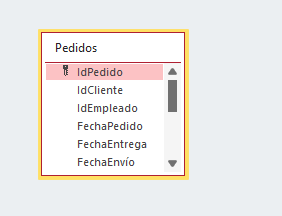 Pedidos
IdPedido
IdCliente
IdEmpleado
FechaPedido
FechaEntrega
FechaEnvío